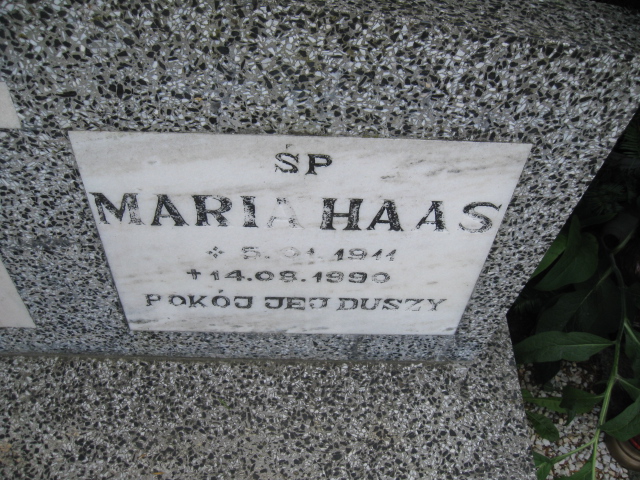 ŚP
MARIA HAAS
✧ 5.01.1911
✝14.08.1990
POKÓJ JEJ DUSZY